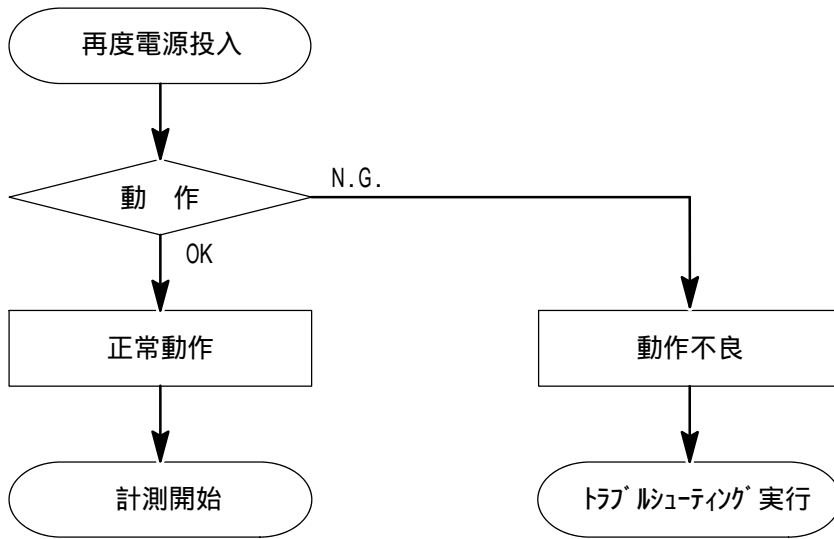 再度電源投入
動　作
N.G.
OK
正常動作
動作不良
計測開始
ﾄﾗﾌﾞﾙｼｭｰﾃｨﾝｸﾞ実行